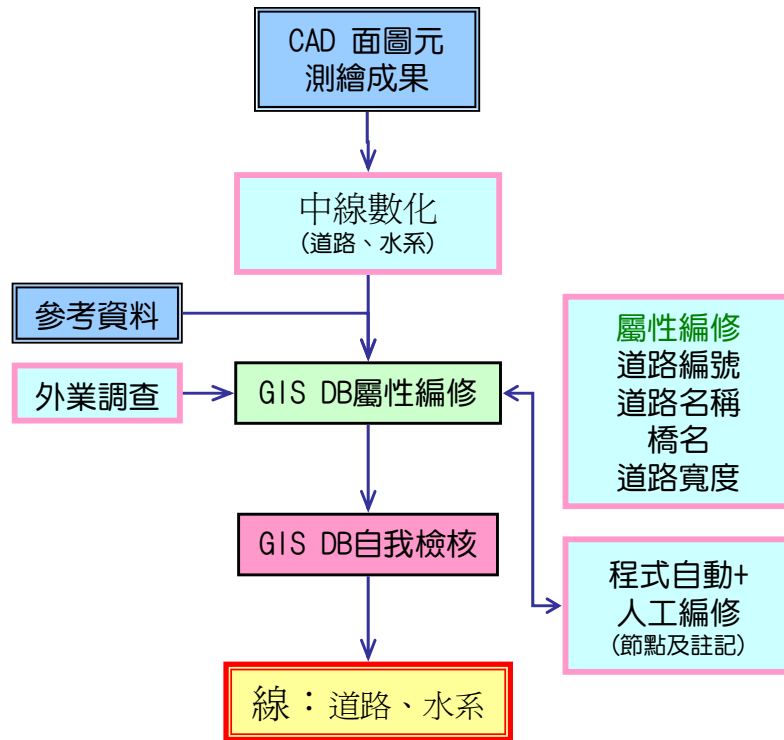 CAD 面圖元
測繪成果
中線數化
(道路、水系)
參考資料
外業調查
GIS DB屬性編修
屬性編修
道路編號
道路名稱
橋名
道路寬度
GIS DB自我檢核
程式自動+
人工編修
(節點及註記)
線：道路、水系